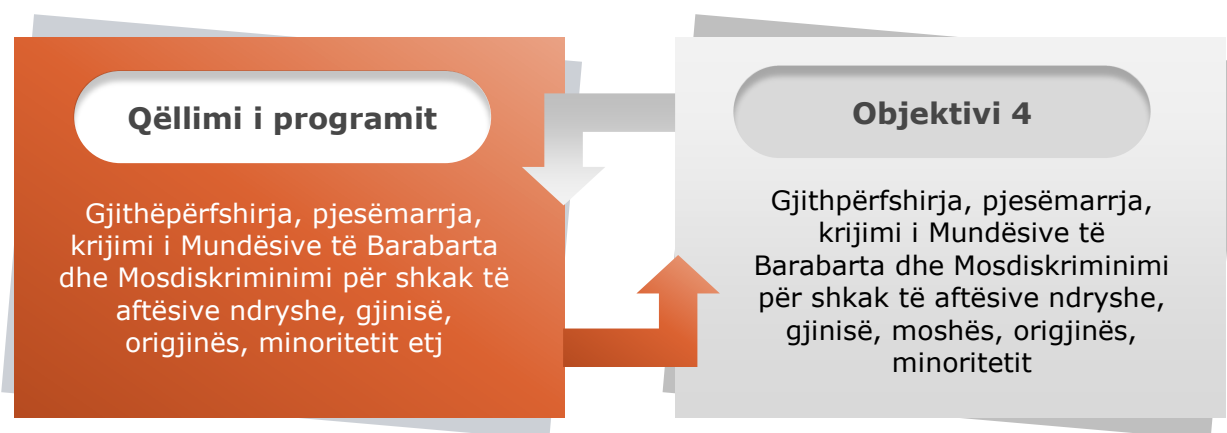 Qëllimi i programit
Gjithëpërfshirja, pjesëmarrja,
krijimi i Mundësive të Barabarta
dhe Mosdiskriminimi për shkak të
aftësive ndryshe, gjinisë,
origjinës, minoritetit etj
Objektivi 4
Gjithpërfshirja, pjesëmarrja,
krijimi i Mundësive të
Barabarta dhe Mosdiskriminimi
për shkak të aftësive ndryshe,
gjinisë, moshës, origjinës,
minoritetit